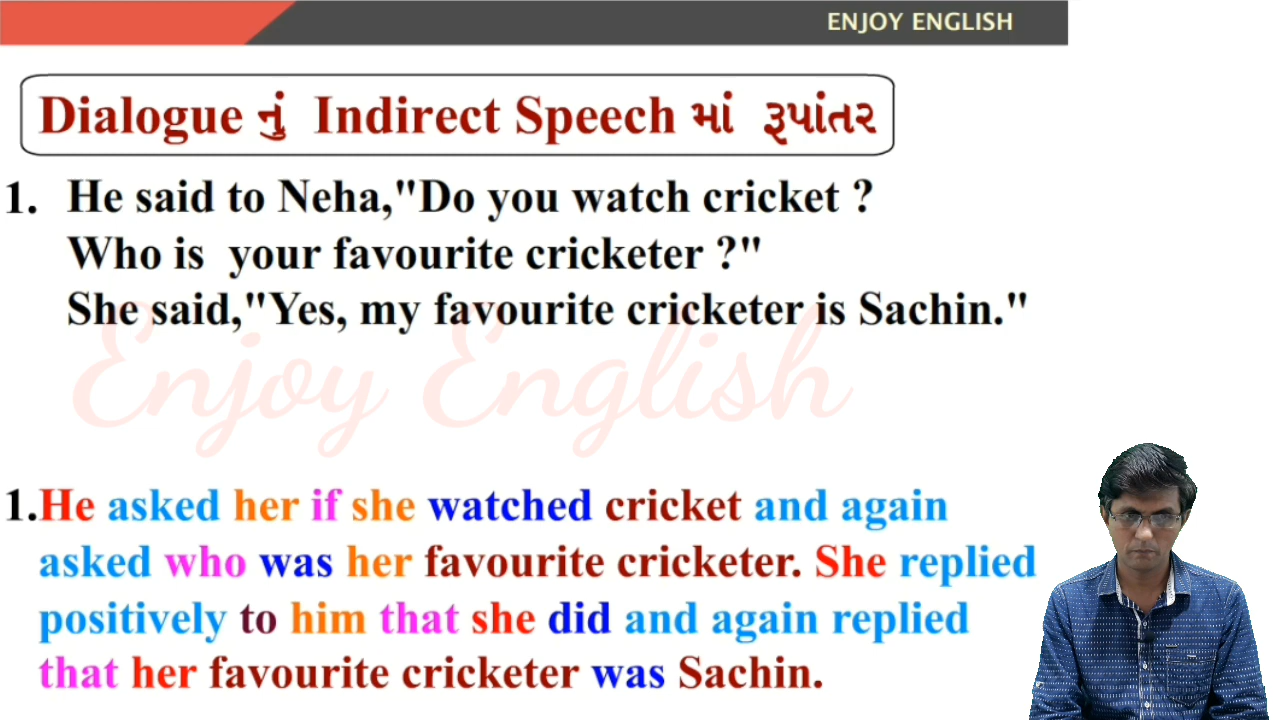 ENJOY ENGLISH
Dialogue નું Indirect Speech માં રૂપાંતર
1. He said to Neha,"Do you watch cricket ?
Who is your favourite cricketer ?"
She said,"Yes, my favourite cricketer is Sachin."
Enjoy English
1.He asked her if she watched cricket and again
asked who was her favourite cricketer. She replied
positively to him that she did and again replied
that her favourite cricketer was Sachin.